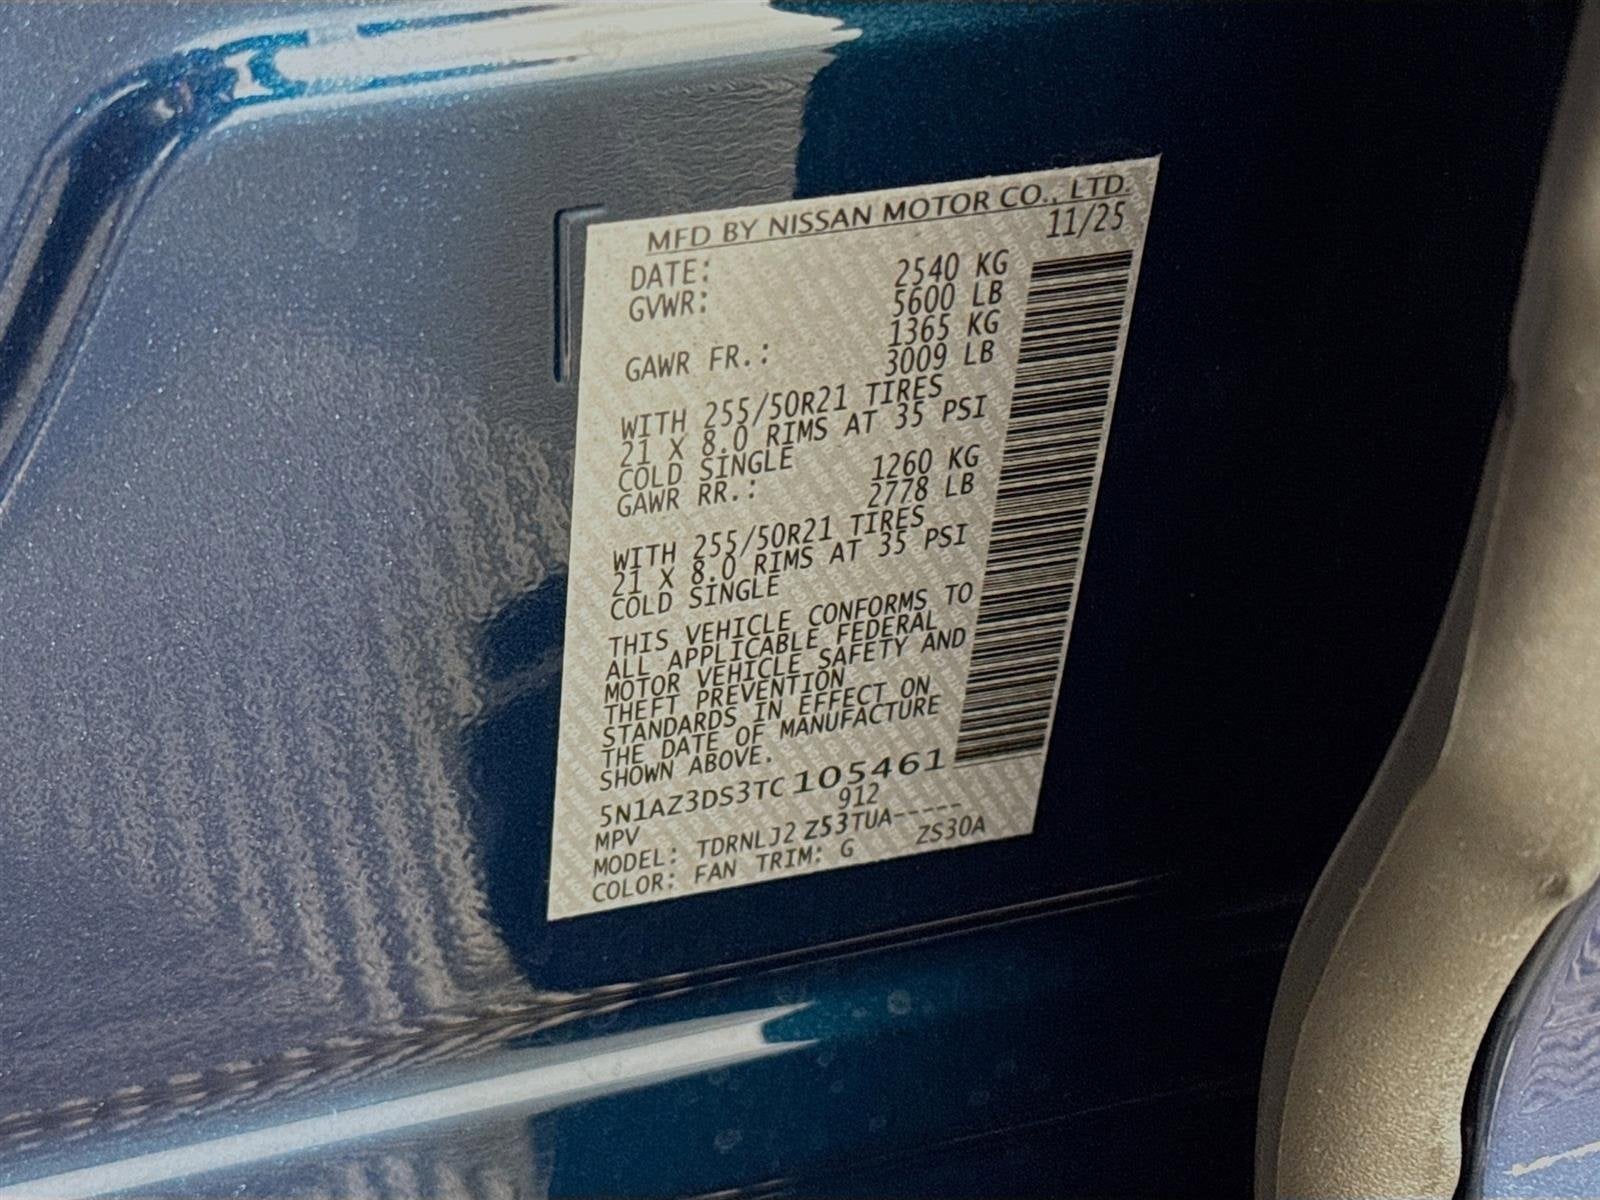 MFD BY NISSAN MOTOR CO., LTD.
DATE: 11/25
GVWR: 2540 KG
5600 LB
GAWR FR.: 1365 KG
3009 LB
WITH 255/50R21 TIRES
21 X 8.0 RIMS AT 35 PSI
COLD SINGLE
GAWR RR.: 1260 KG
2778 LB
WITH 255/50R21 TIRES
21 X 8.0 RIMS AT 35 PSI
COLD SINGLE
THIS VEHICLE CONFORMS TO
ALL APPLICABLE FEDERAL
MOTOR VEHICLE SAFETY AND
THEFT PREVENTION
STANDARDS IN EFFECT ON
THE DATE OF MANUFACTURE
SHOWN ABOVE.
5N1AZ3DS3TC105461
MPV 912
MODEL: TDRNLJ2 Z53TUA-----
COLOR: FAN TRIM: G ZS30A